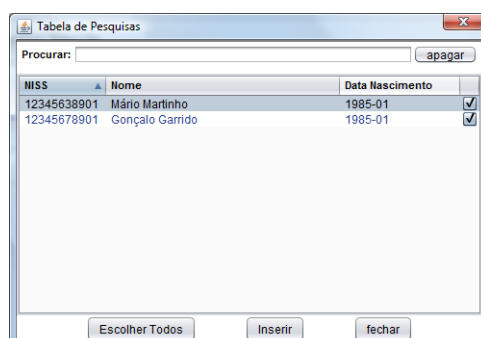 Tabela de Pesquisas
Procurar: apagar
NISS Nome Data Nascimento
12345638901 Mário Martinho 1985-01
12345678901 Gonçalo Garrido 1985-01
Escolher Todos Inserir fechar